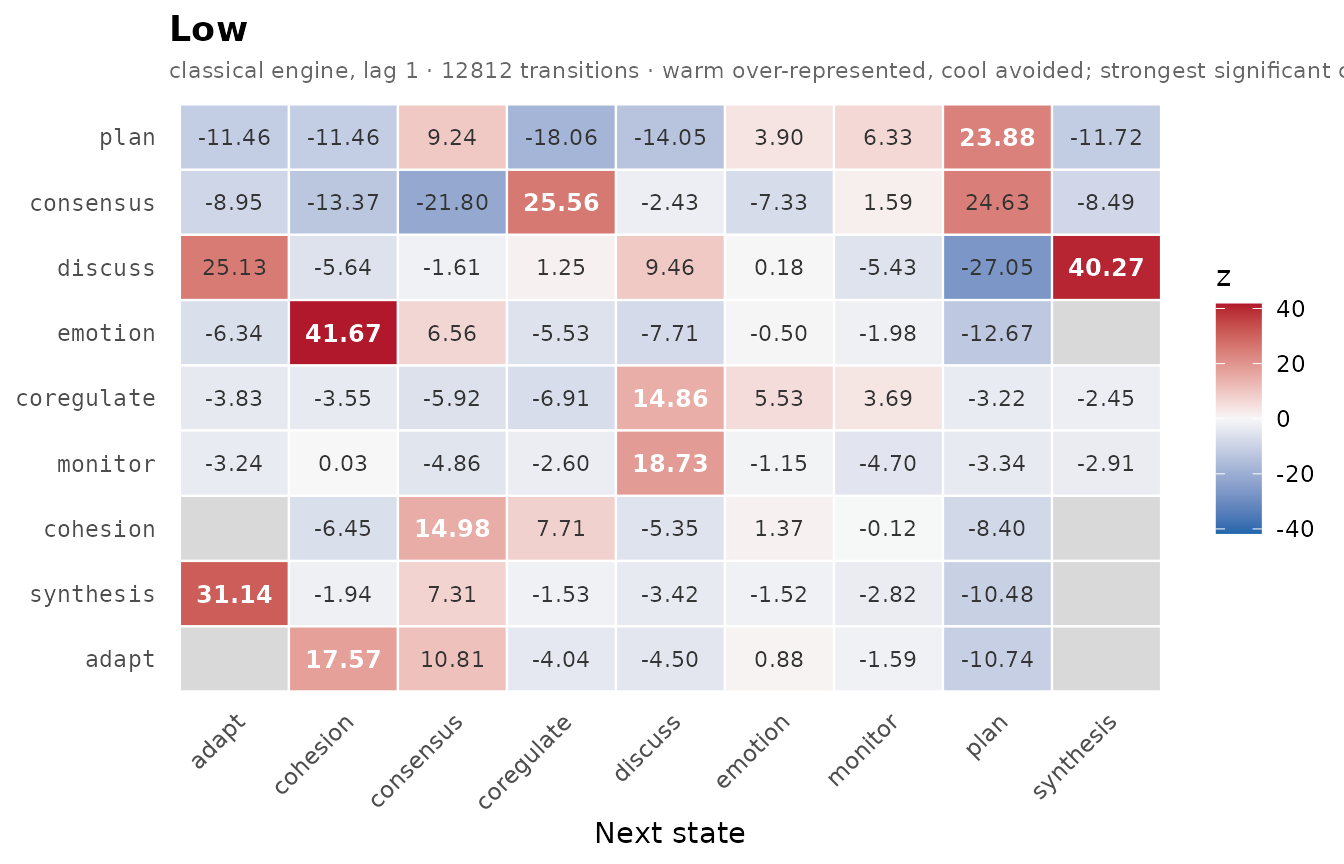 Low
classical engine, lag 1 · 12812 transitions · warm over-represented, cool avoided; strongest significant
plan -11.46 -11.46 9.24 -18.06 -14.05 3.90 6.33 23.88 -11.72
consensus -8.95 -13.37 -21.80 25.56 -2.43 -7.33 1.59 24.63 -8.49
discuss 25.13 -5.64 -1.61 1.25 9.46 0.18 -5.43 -27.05 40.27
emotion -6.34 41.67 6.56 -5.53 -7.71 -0.50 -1.98 -12.67
coregulate -3.83 -3.55 -5.92 -6.91 14.86 5.53 3.69 -3.22 -2.45
monitor -3.24 0.03 -4.86 -2.60 18.73 -1.15 -4.70 -3.34 -2.91
cohesion -6.45 14.98 7.71 -5.35 1.37 -0.12 -8.40
synthesis 31.14 -1.94 7.31 -1.53 -3.42 -1.52 -2.82 -10.48
adapt 17.57 10.81 -4.04 -4.50 0.88 -1.59 -10.74
adapt cohesion consensus coregulate discuss emotion monitor plan synthesis
Next state
z
40
20
0
-20
-40